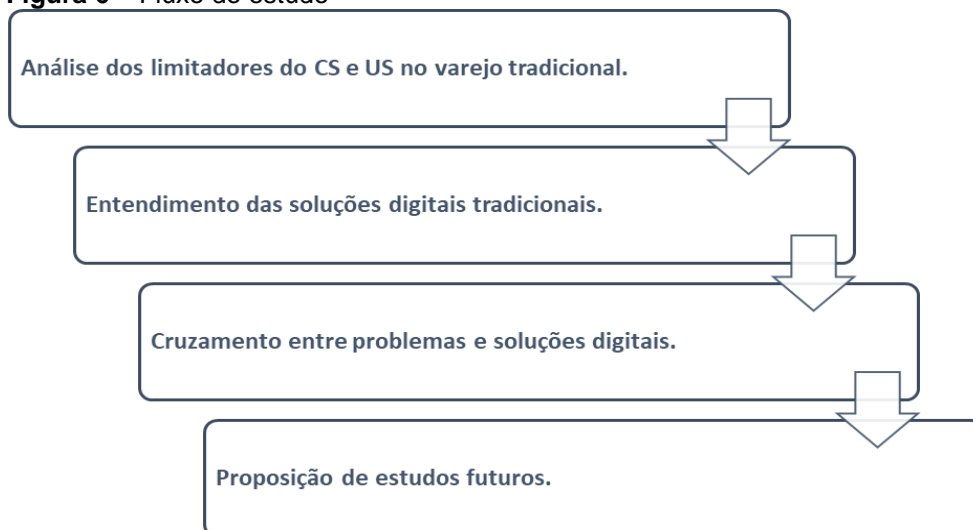 Figura 6 – Fluxo do estudo
Análise dos limitadores do CS e US no varejo tradicional.
Entendimento das soluções digitais tradicionais.
Cruzamento entre problemas e soluções digitais.
Proposição de estudos futuros.